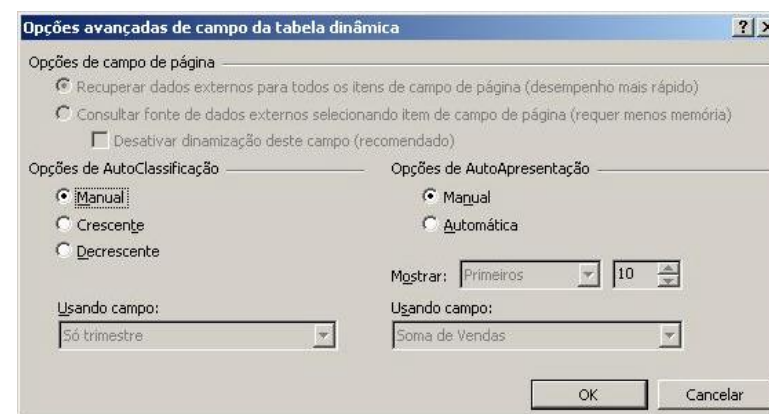 Opções avançadas de campo da tabela dinâmica
Opções de campo de página
Recuperar dados externos para todos os itens de campo de página (desempenho mais rápido)
Consultar fonte de dados externos selecionando item de campo de página (requer menos memória)
Desativar dinamização deste campo (recomendado)
Opções de AutoClassificação
Manual
Crescente
Decrescente
Usando campo:
Só trimestre
Opções de AutoApresentação
Manual
Automática
Mostrar: Primeiros 10
Usando campo:
Soma de Vendas
OK Cancelar